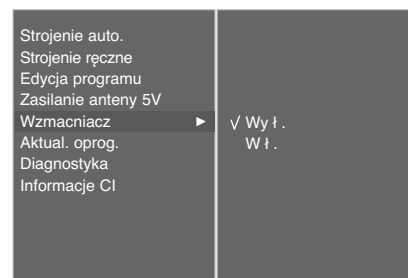 Strojenie auto.
Strojenie ręczne
Edycja programu
Zasilanie anteny 5V
Wzmacniacz ►
√ Wy ł .
W ł .
Aktual. oprog.
Diagnostyka
Informacje CI